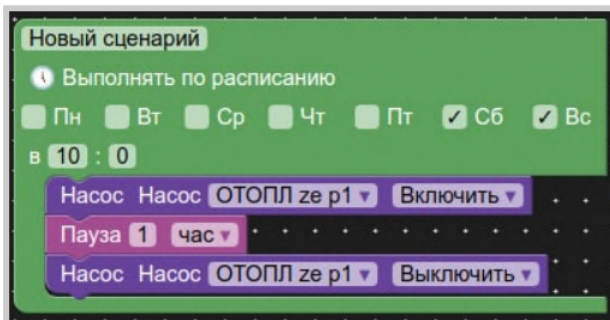 Новый сценарий
Выполнять по расписанию
Пн Вт Ср Чт Пт ✓ Сб ✓ Вс
в 10 : 0
Насос Насос ОТОПЛ ze p1 ▾ Включить ▾
Пауза 1 час ▾
Насос Насос ОТОПЛ ze p1 ▾ Выключить ▾